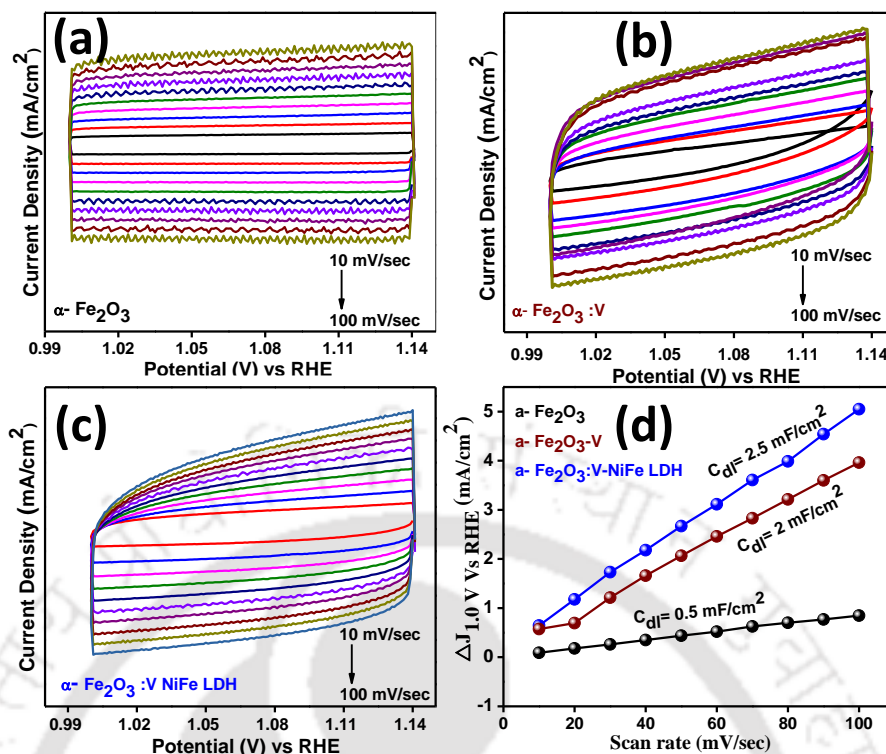 (a)
Current Density (mA/cm²)
10 mV/sec
100 mV/sec
α- Fe₂O₃
0.99 1.02 1.05 1.08 1.11 1.14
Potential (V) vs RHE
(b)
Current Density (mA/cm²)
10 mV/sec
100 mV/sec
α- Fe₂O₃ :V
0.99 1.02 1.05 1.08 1.11 1.14
Potential (V) vs RHE
(c)
Current Density (mA/cm²)
10 mV/sec
100 mV/sec
α- Fe₂O₃ :V NiFe LDH
0.99 1.02 1.05 1.08 1.11 1.14
Potential (V) vs RHE
(d)
a- Fe₂O₃
a- Fe₂O₃-V
a- Fe₂O₃:V-NiFe LDH
C_dl= 2.5 mF/cm²
C_dl= 2 mF/cm²
C_dl= 0.5 mF/cm²
ΔJ₁.₀ V Vs RHE (mA/cm²)
5
4
3
2
1
0
-1
0 20 40 60 80 100
Scan rate (mV/sec)